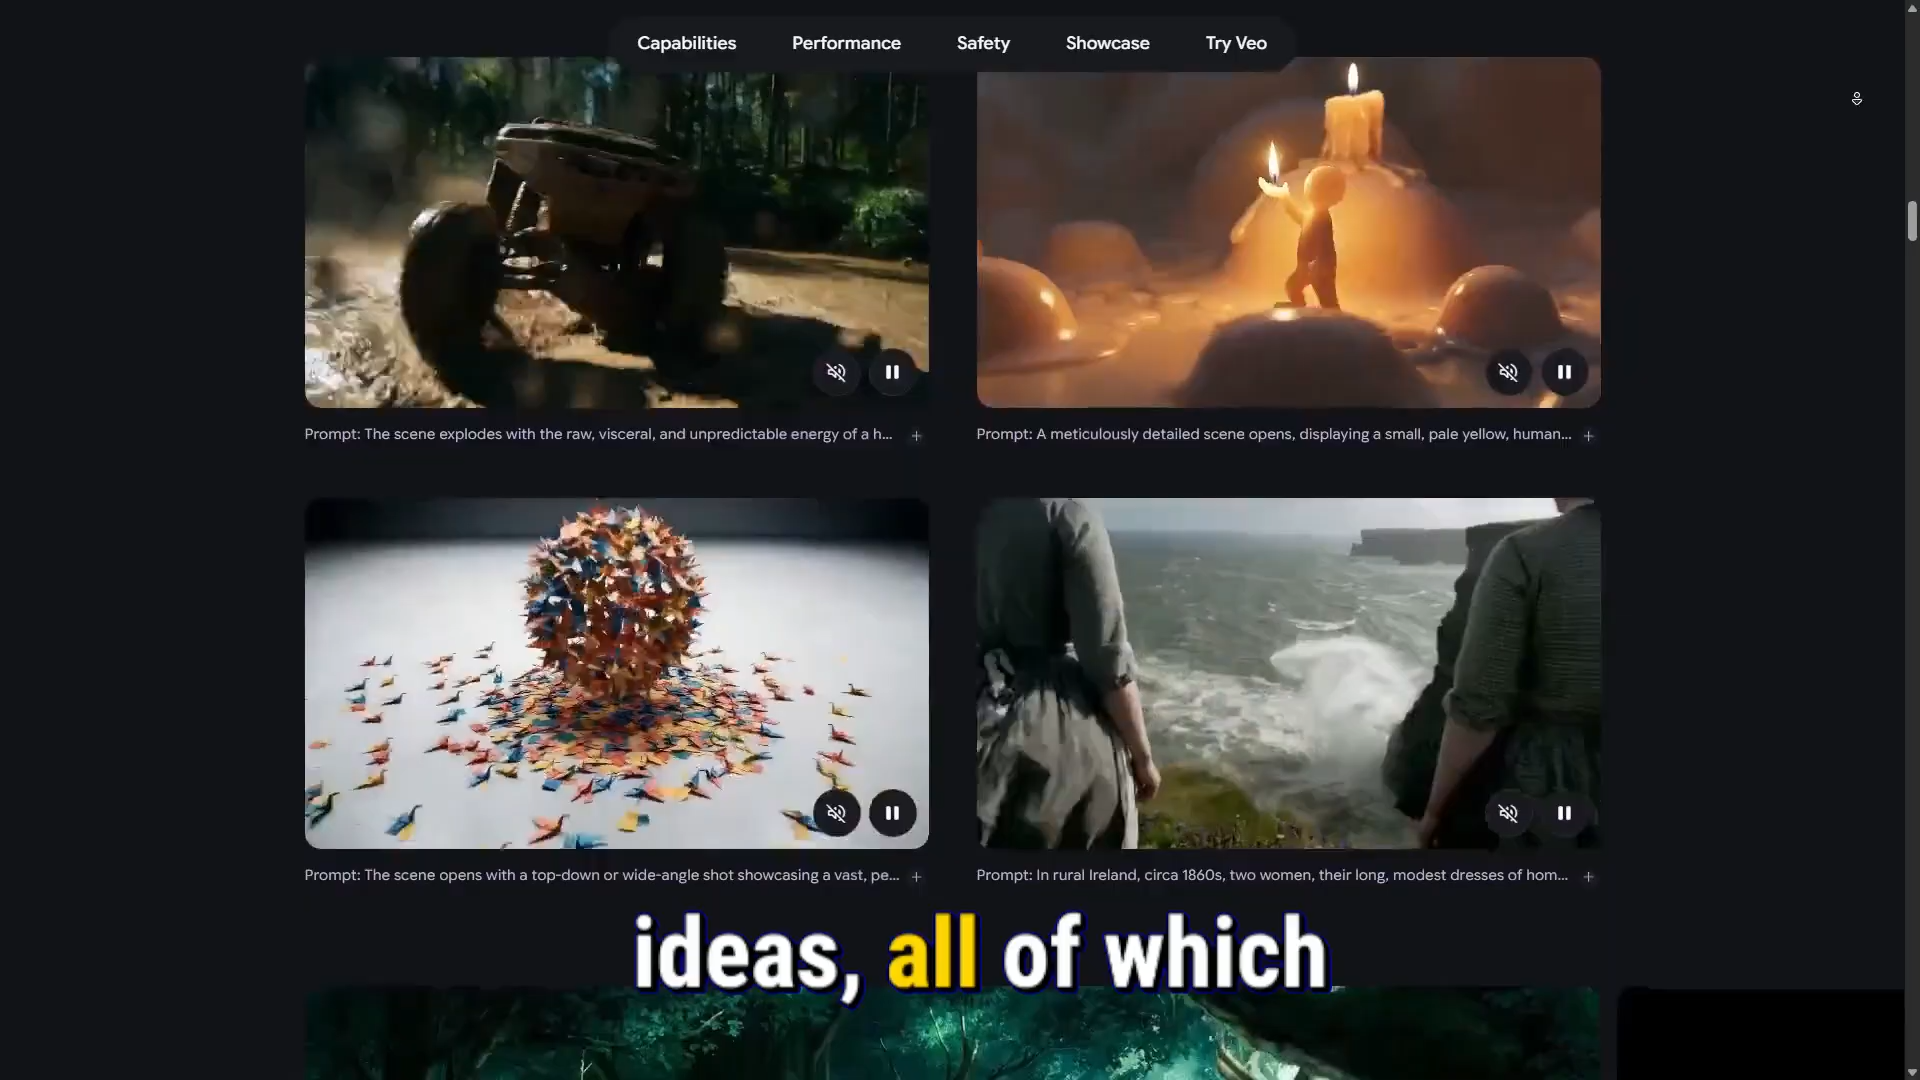 Capabilities Performance Safety Showcase Try Veo
Prompt: The scene explodes with the raw, visceral, and unpredictable energy of a h...
Prompt: A meticulously detailed scene opens, displaying a small, pale yellow, human...
Prompt: The scene opens with a top-down or wide-angle shot showcasing a vast, pe...
Prompt: In rural Ireland, circa 1860s, two women, their long, modest dresses of hom...
ideas, all of which